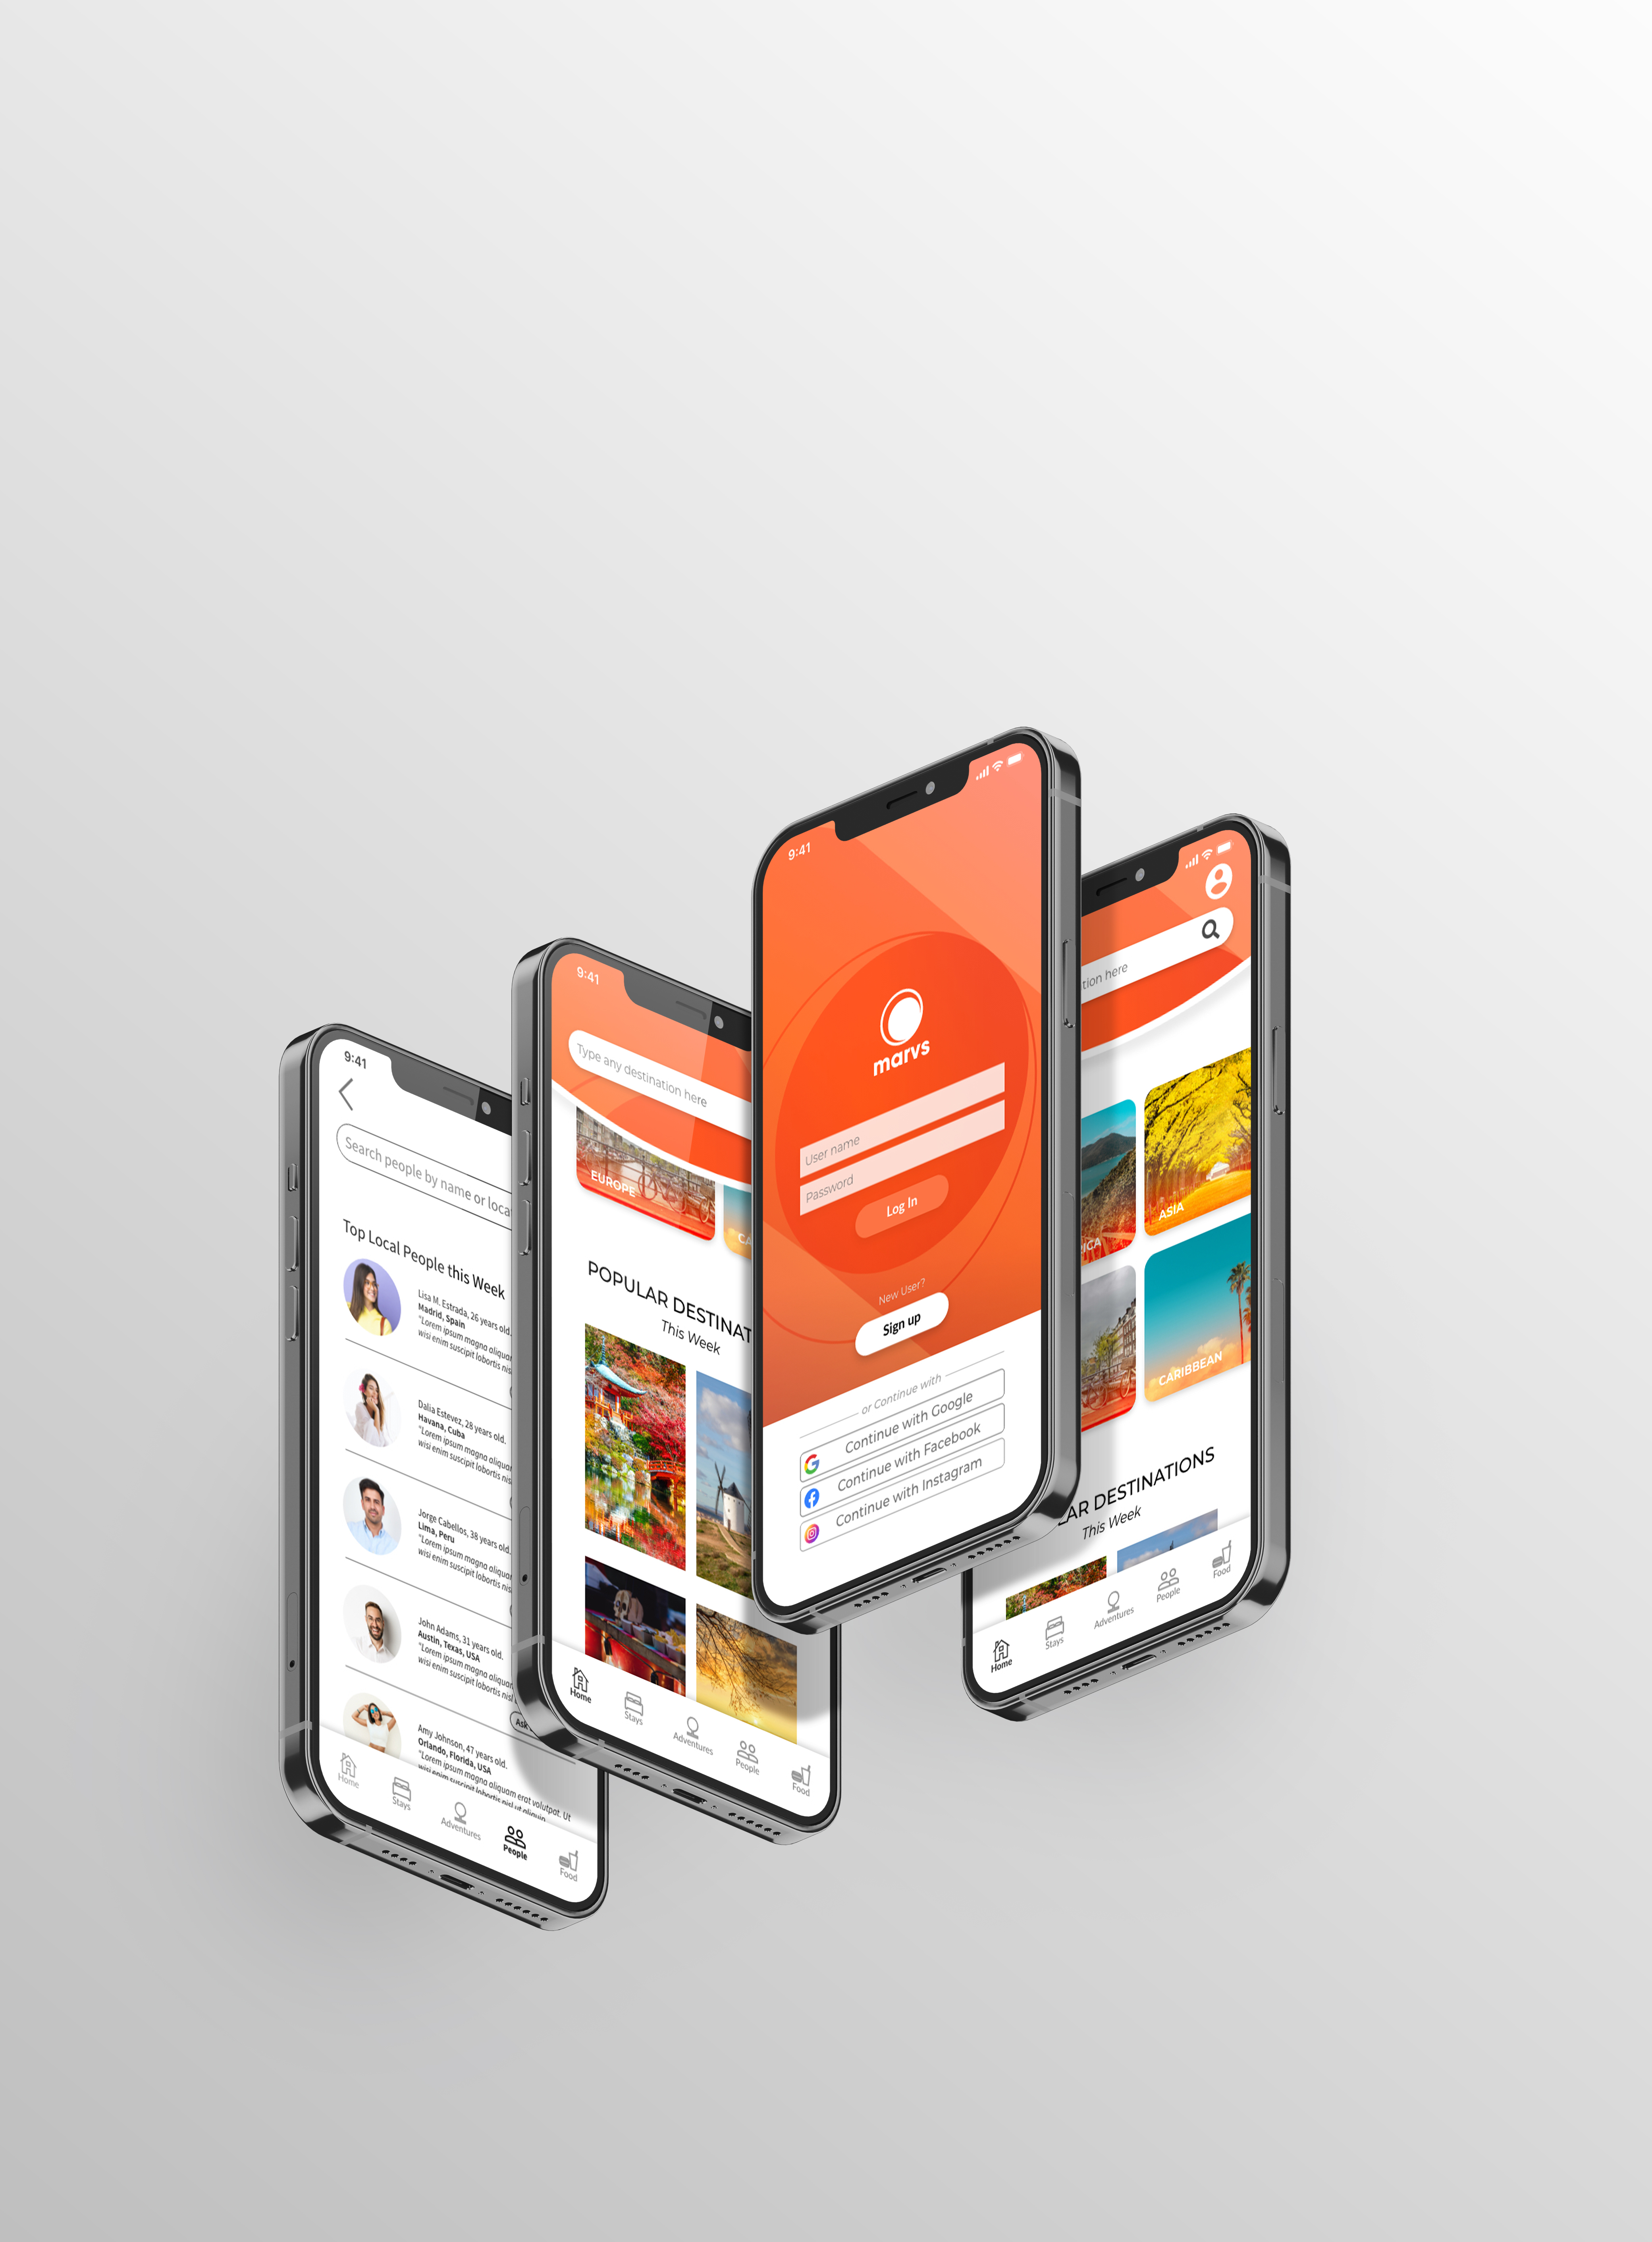 9:41
Search people by name or loca
Top Local People this Week
Lisa M. Estrada, 26 years old.
Madrid, Spain
"Lorem ipsum magna aliquam
wisi enim suscipit lobortis nis
Dalia Estevez, 28 years old.
Havana, Cuba
"Lorem ipsum magna aliquam
wisi enim suscipit lobortis nis
Jorge Cabellos, 38 years old.
Lima, Peru
"Lorem ipsum magna aliquam
wisi enim suscipit lobortis nis
John Adams, 31 years old.
Austin, Texas, USA
"Lorem ipsum magna aliquam
wisi enim suscipit lobortis nisl
Ask
Amy Johnson, 47 years old.
Orlando, Florida, USA
"Lorem ipsum magna aliquam erat volutpat. Ut
wisi enim suscipit lobortis nisl ut aliquip
Home
Stays
Adventures
People
Food
9:41
Type any destination here
EUROPE
CA
POPULAR DESTINAT
This Week
Home
Stays
Adventures
People
Food
9:41
marvs
User name
Password
Log In
New User?
Sign up
or Continue with
Continue with Google
Continue with Facebook
Continue with Instagram
tion here
RICA
ASIA
CARIBBEAN
LAR DESTINATIONS
This Week
Home
Stays
Adventures
People
Food